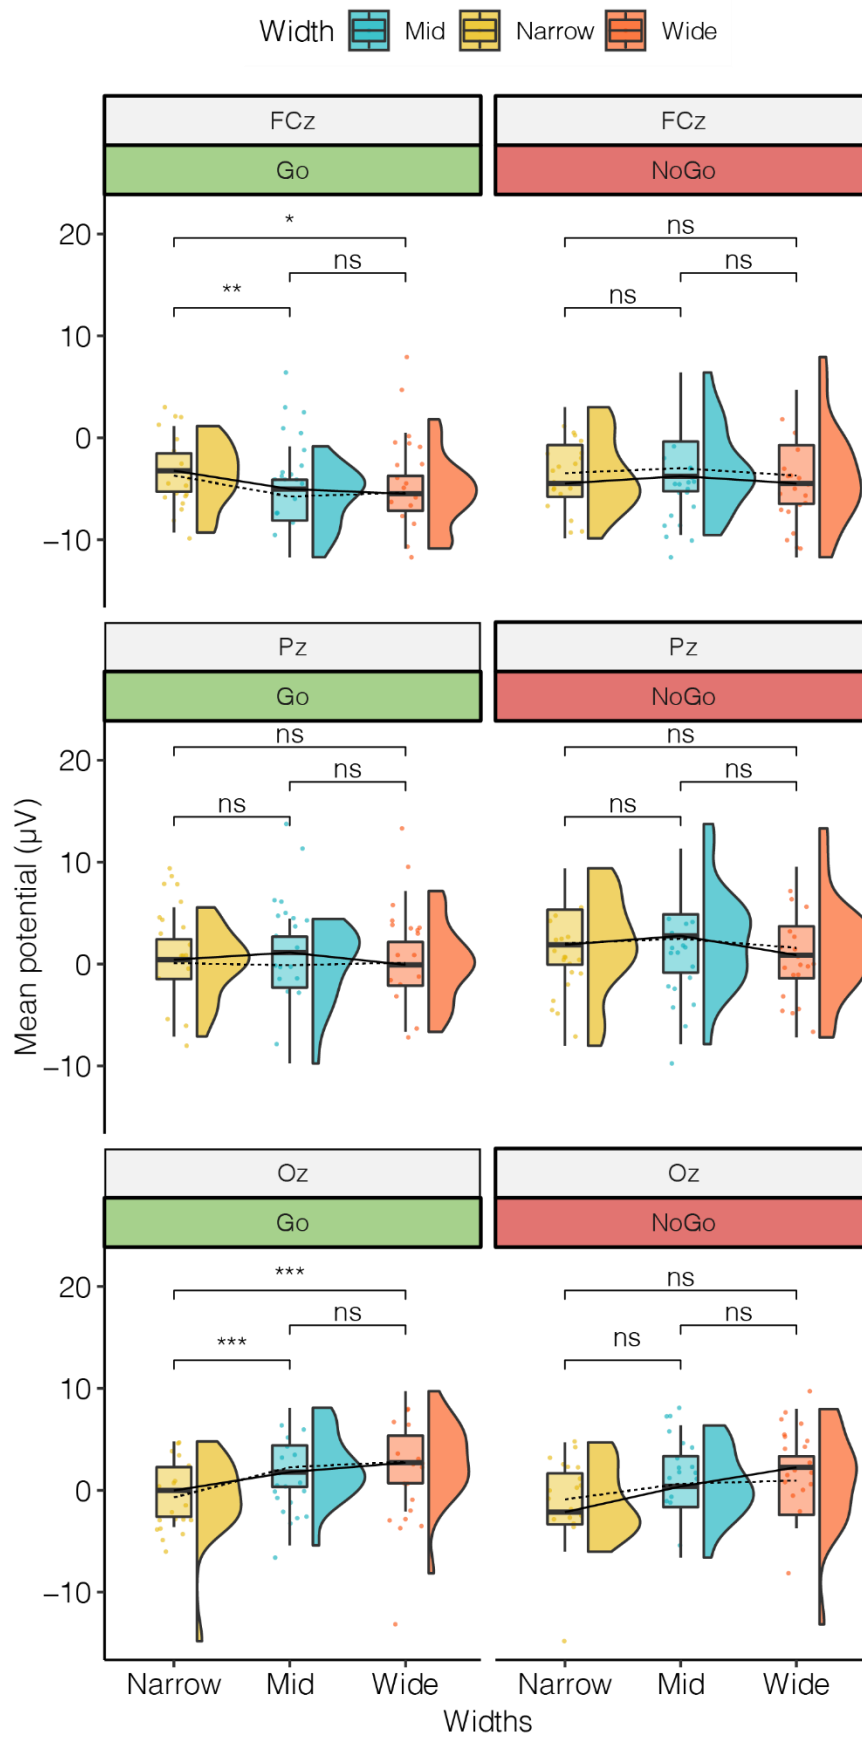 Width Mid Narrow Wide
FCz FCz
Go NoGo
* ns
ns ns
** ns
20
10
0
−10
Pz Pz
Go NoGo
ns ns
ns ns
ns ns
20
10
0
−10
Mean potential (µV)
Oz Oz
Go NoGo
*** ns
ns ns
*** ns
20
10
0
−10
Narrow Mid Wide Narrow Mid Wide
Widths